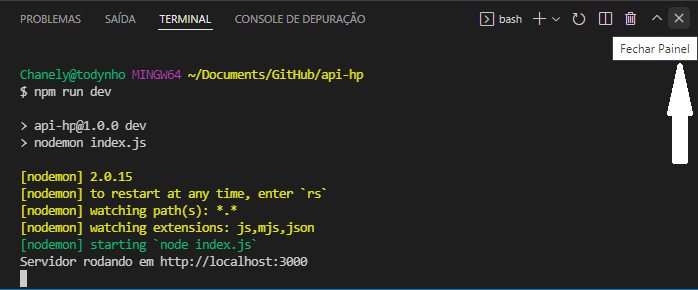 PROBLEMAS SAÍDA TERMINAL CONSOLE DE DEPURAÇÃO bash
Fechar Painel
Chanely@todynho MINGW64 ~/Documents/GitHub/api-hp
$ npm run dev
> api-hp@1.0.0 dev
> nodemon index.js
[nodemon] 2.0.15
[nodemon] to restart at any time, enter `rs`
[nodemon] watching path(s): *.*
[nodemon] watching extensions: js,mjs,json
[nodemon] starting `node index.js`
Servidor rodando em http://localhost:3000